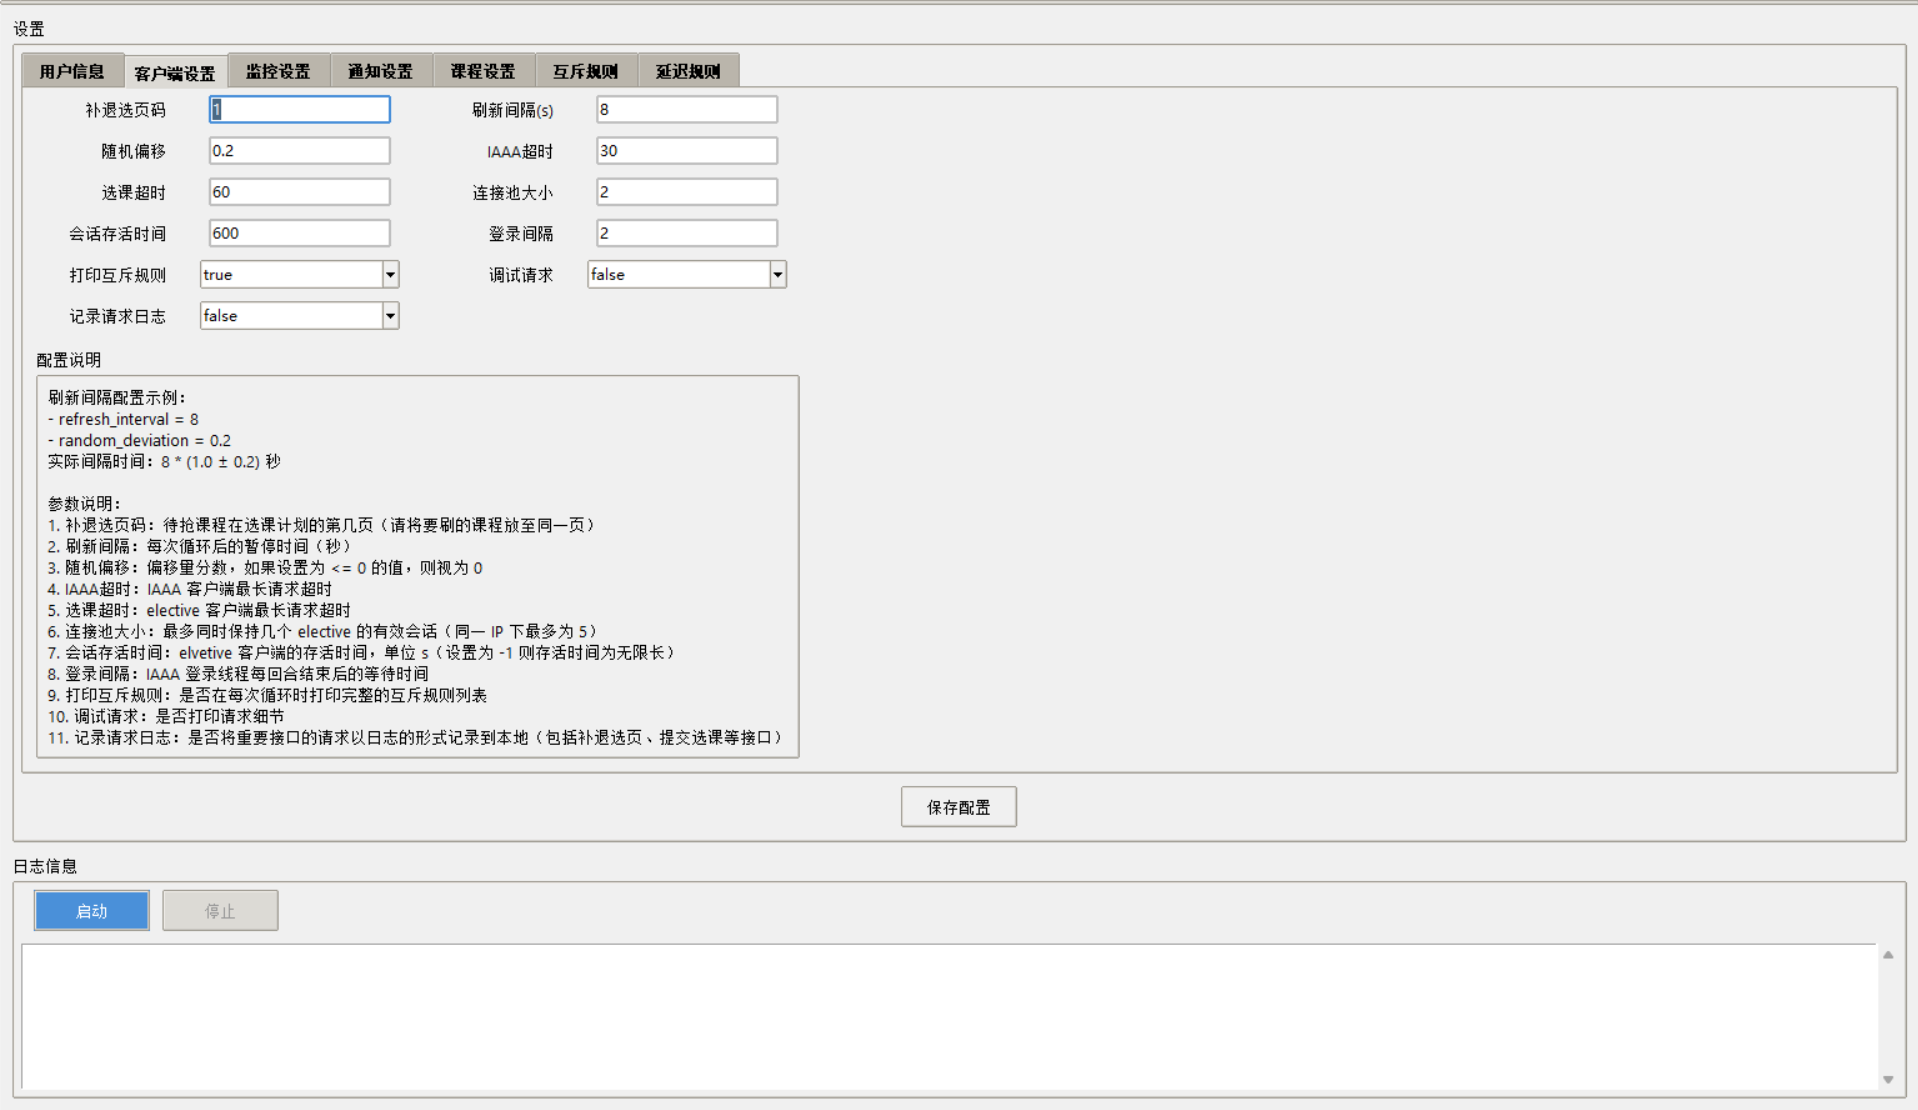 设置
用户信息 客户端设置 监控设置 通知设置 课程设置 互斥规则 延迟规则
补退选页码 1 刷新间隔(s) 8
随机偏移 0.2 IAAA超时 30
选课超时 60 连接池大小 2
会话存活时间 600 登录间隔 2
打印互斥规则 true 调试请求 false
记录请求日志 false
配置说明
刷新间隔配置示例：
- refresh_interval = 8
- random_deviation = 0.2
实际间隔时间：8 * (1.0 ± 0.2) 秒
参数说明：
1. 补退选页码：待抢课程在选课计划的第几页（请将要刷的课程放至同一页）
2. 刷新间隔：每次循环后的暂停时间（秒）
3. 随机偏移：偏移量分数，如果设置为 <= 0 的值，则视为 0
4. IAAA超时：IAAA 客户端最长请求超时
5. 选课超时：elective 客户端最长请求超时
6. 连接池大小：最多同时保持几个 elective 的有效会话（同一 IP 下最多为 5）
7. 会话存活时间：elvetive 客户端的存活时间，单位 s（设置为 -1 则存活时间为无限长）
8. 登录间隔：IAAA 登录线程每回合结束后的等待时间
9. 打印互斥规则：是否在每次循环时打印完整的互斥规则列表
10. 调试请求：是否打印请求细节
11. 记录请求日志：是否将重要接口的请求以日志的形式记录到本地（包括补退选页、提交选课等接口）
保存配置
日志信息
启动 停止